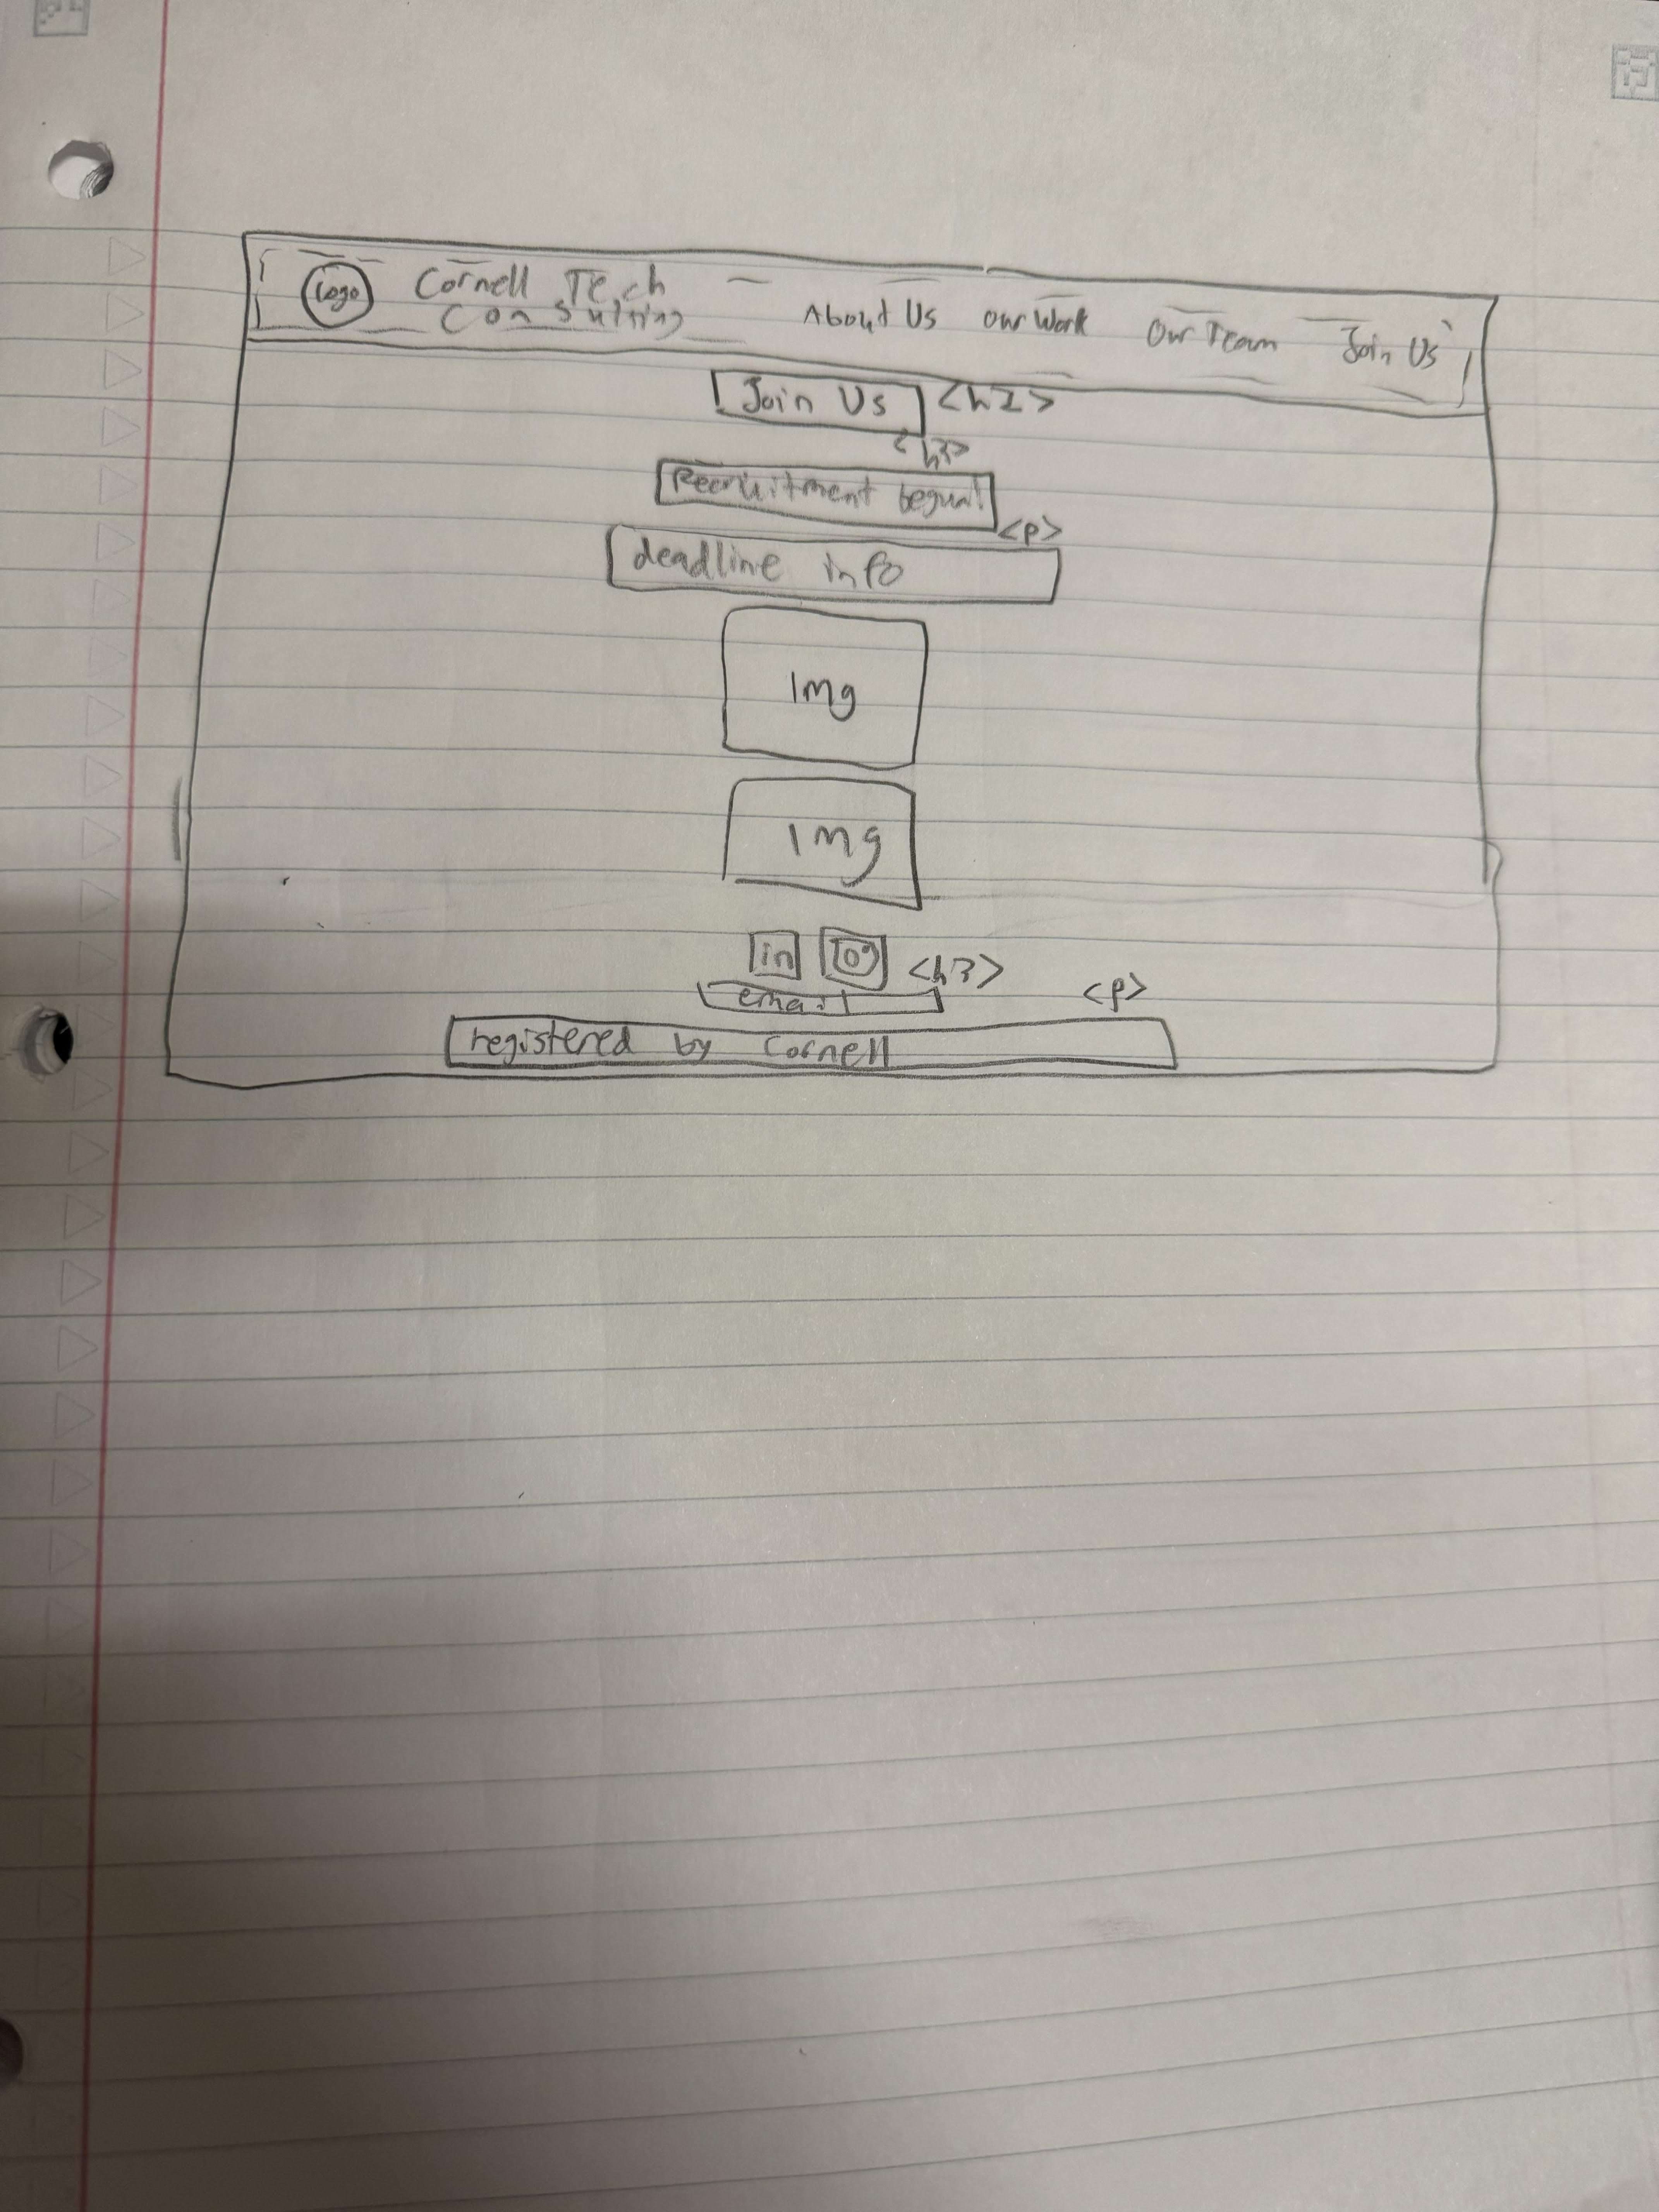 logo
Cornell Tech
Consulting
About Us Our Work Our Team Join Us
Join Us <h2>
<h3>
Recruitment begun!
<p>
deadline info
Img
Img
in
<h3>
email
<p>
registered by Cornell